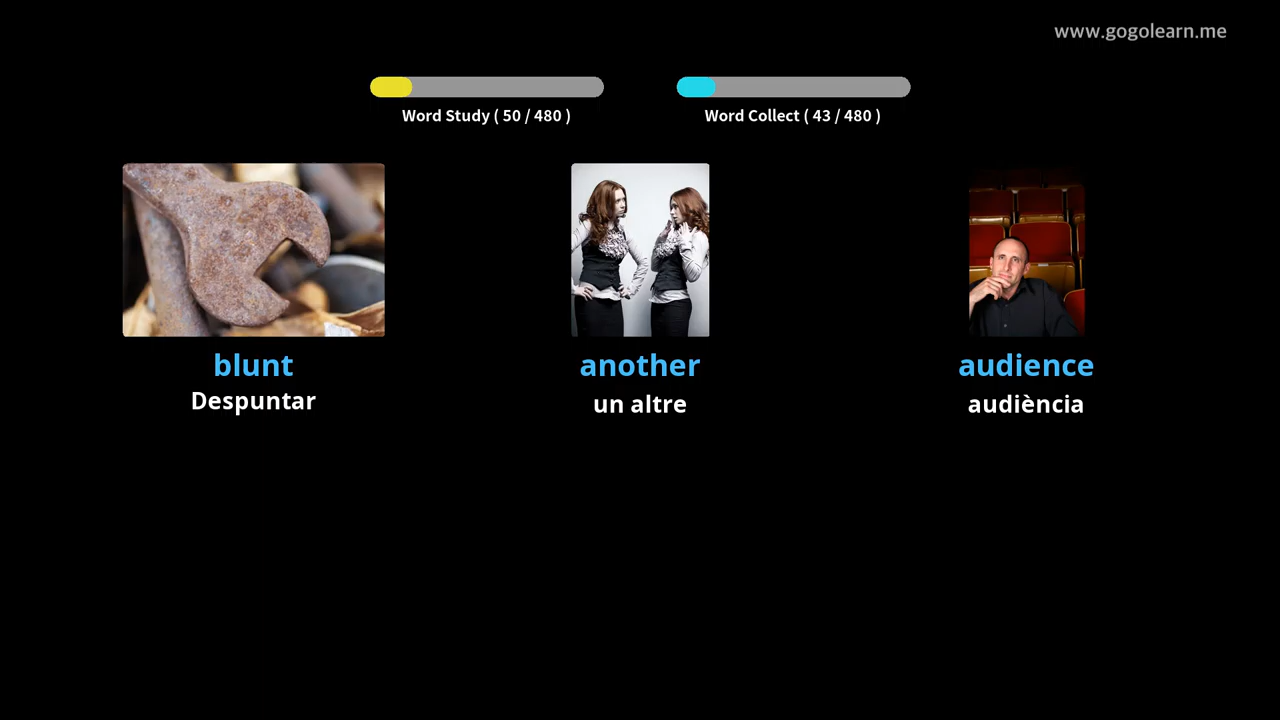 www.gogolearn.me
Word Study ( 50 / 480 )
Word Collect ( 43 / 480 )
blunt
Despuntar
another
un altre
audience
audiència